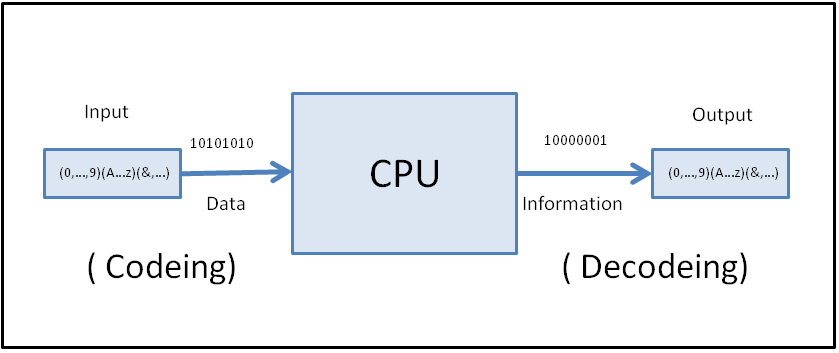 Input
(0,...,9)(A...z)(&,...)
10101010
Data
CPU
10000001
Information
Output
(0,...,9)(A...z)(&,...)
( Codeing)
( Decodeing)